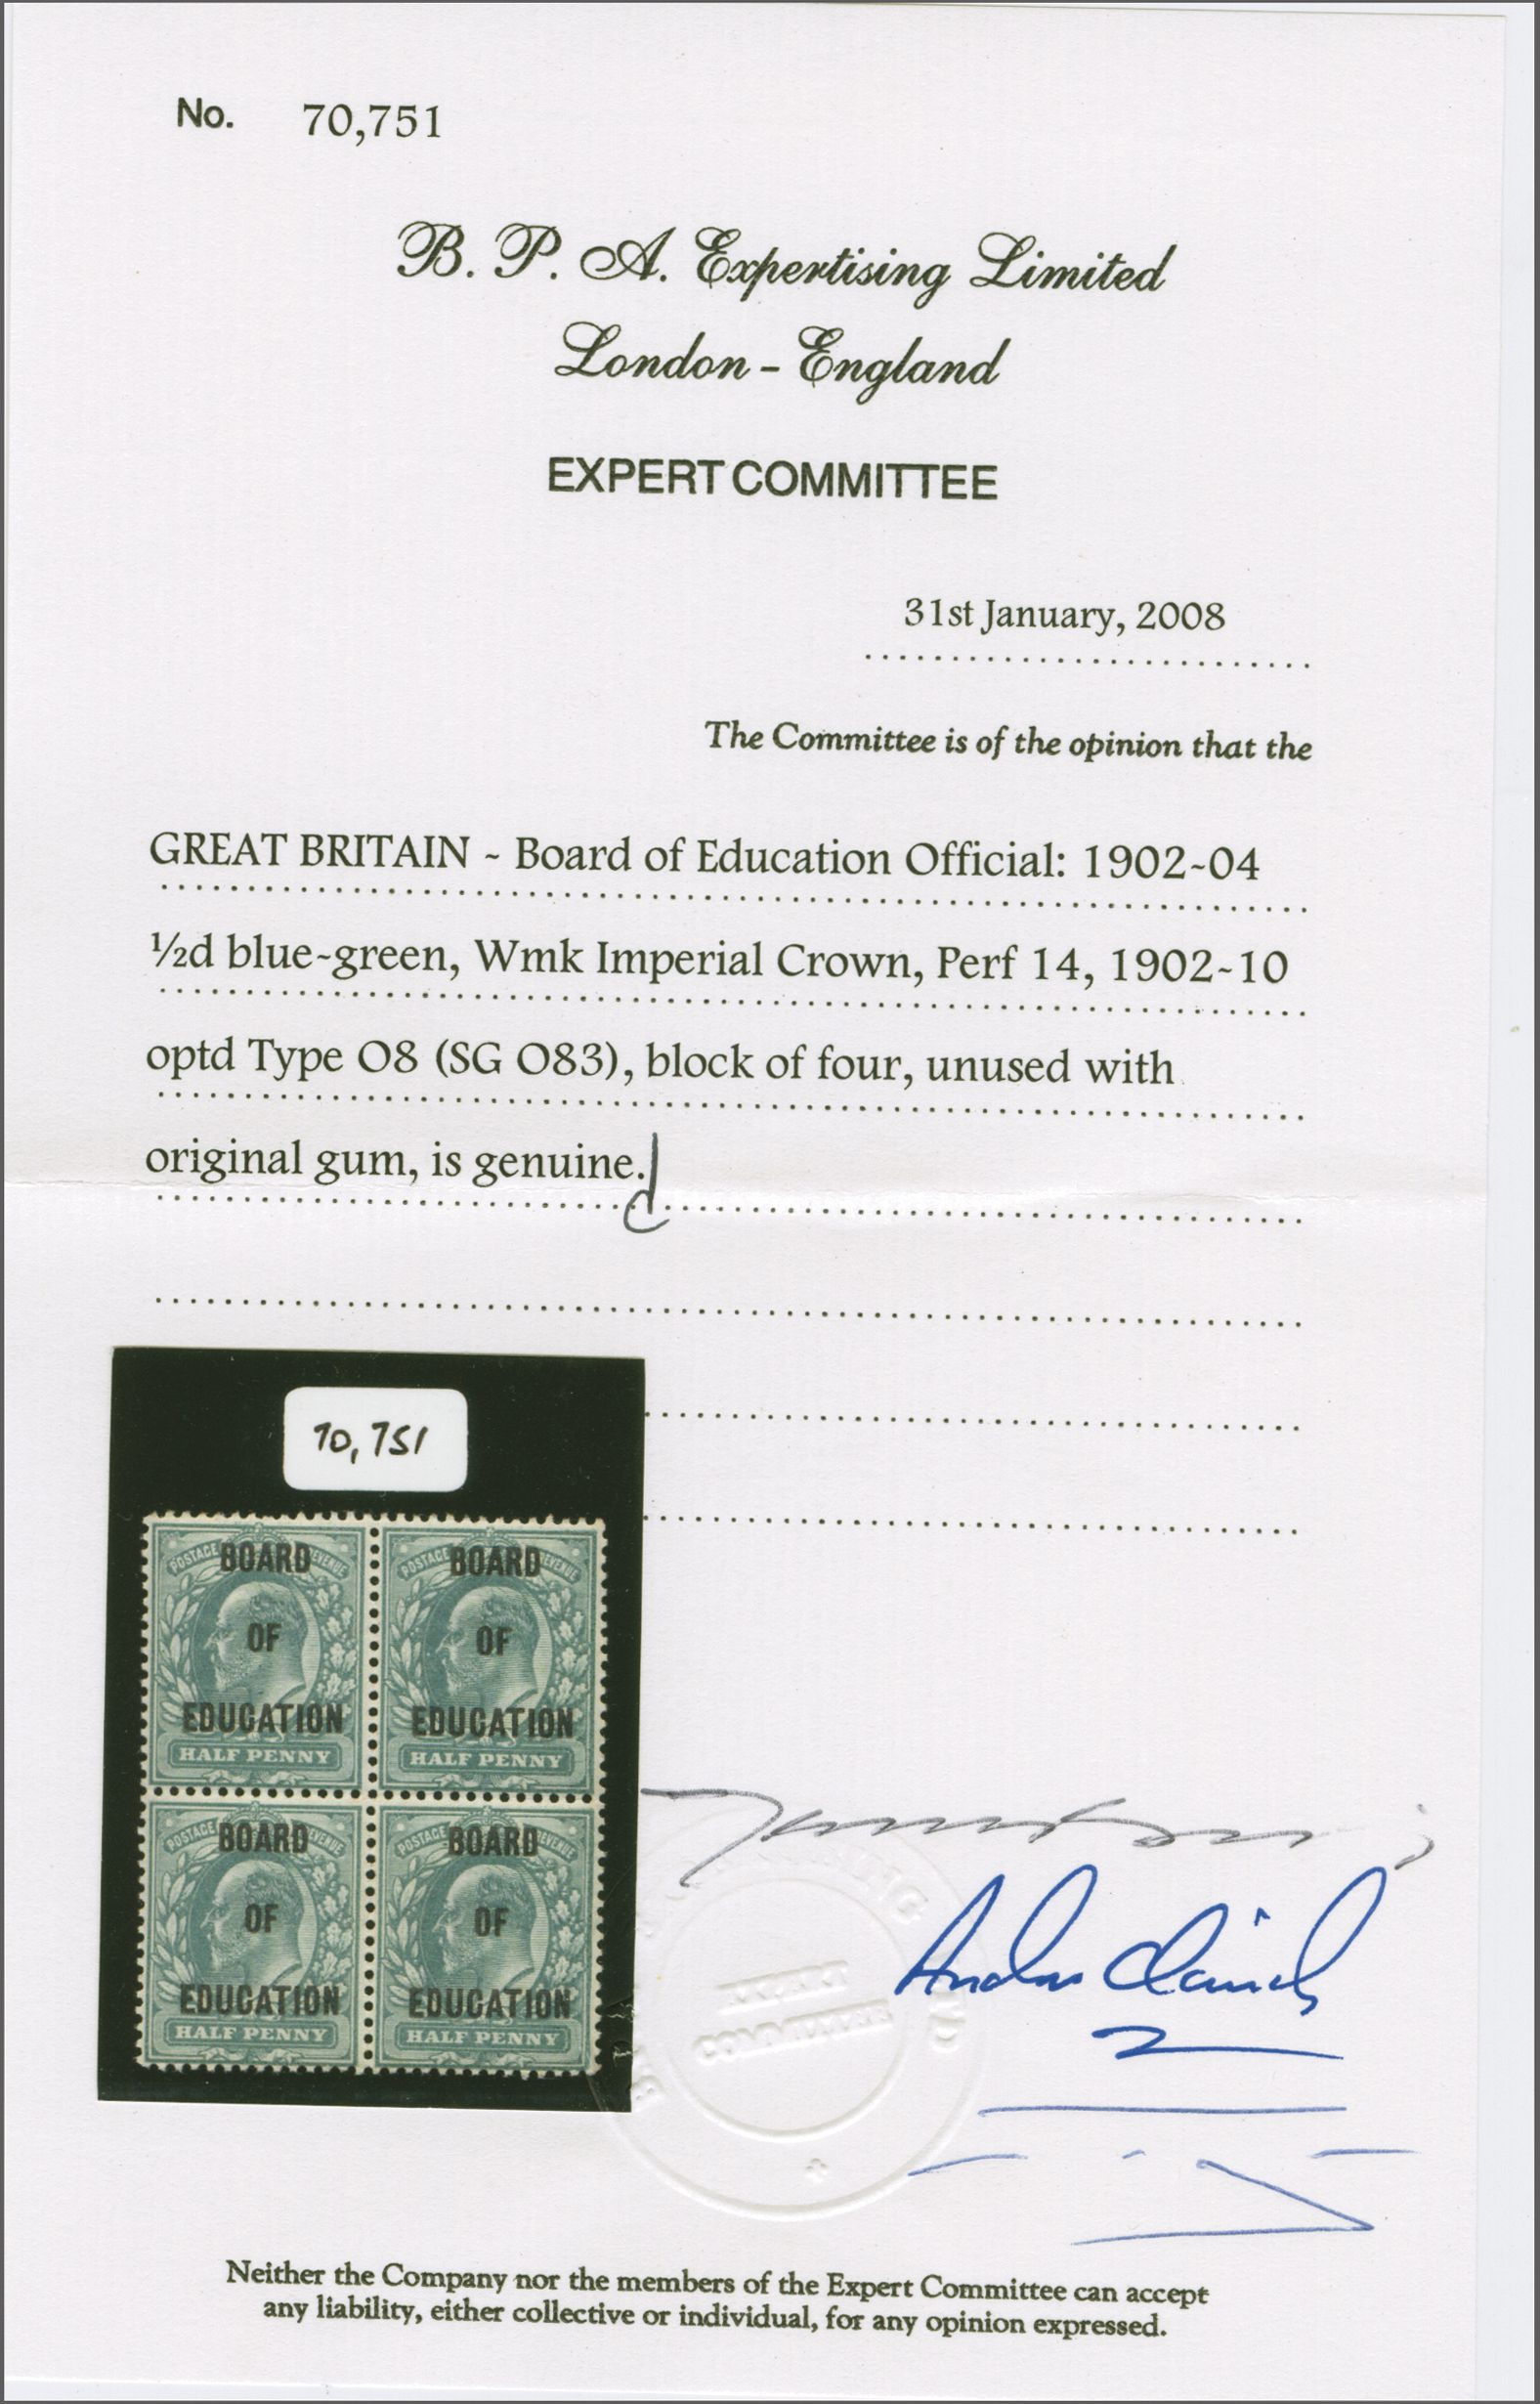 No. 70,751
B. P. A. Expertising Limited
London - England
EXPERT COMMITTEE
31st January, 2008
The Committee is of the opinion that the
GREAT BRITAIN - Board of Education Official: 1902-04
½d blue-green, Wmk Imperial Crown, Perf 14, 1902-10
optd Type O8 (SG O83), block of four, unused with
original gum, is genuine.
70,751
POSTAGE BOARD REVENUE POSTAGE BOARD REVENUE
OF OF
EDUCATION EDUCATION
HALF PENNY HALF PENNY
POSTAGE BOARD REVENUE POSTAGE BOARD REVENUE
OF OF
EDUCATION EDUCATION
HALF PENNY HALF PENNY
EXPERT
COMMITTEE
Neither the Company nor the members of the Expert Committee can accept
any liability, either collective or individual, for any opinion expressed.